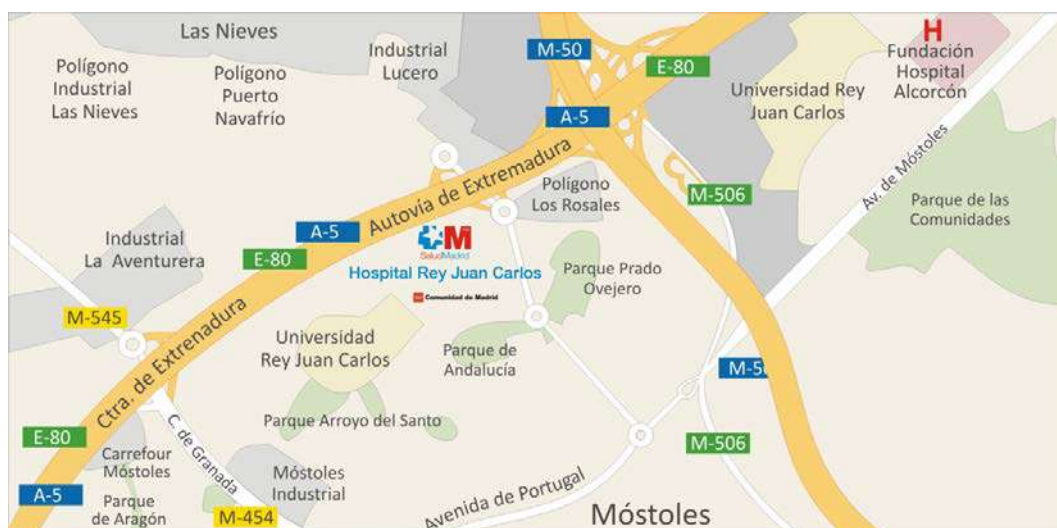 Las Nieves
M-50
H
Fundación
Hospital
Alcorcón
Industrial
Lucero
E-80
Polígono
Industrial
Las Nieves
Polígono
Puerto
Navafrío
Universidad Rey
Juan Carlos
A-5
Autovía de Extremadura
Av. de Móstoles
Polígono
Los Rosales
M-506
Parque de las
Comunidades
A-5
E-80
Industrial
La Aventurera
M
SaludMadrid
Hospital Rey Juan Carlos
Comunidad de Madrid
Parque Prado
Ovejero
M-545
Ctra. de Extrenadura
Universidad
Rey Juan Carlos
Parque de
Andalucía
M-5
Parque Arroyo del Santo
E-80
C. de Granada
M-506
Carrefour
Móstoles
Móstoles
Industrial
A-5
Parque
de Aragón
M-454
Avenida de Portugal
Móstoles